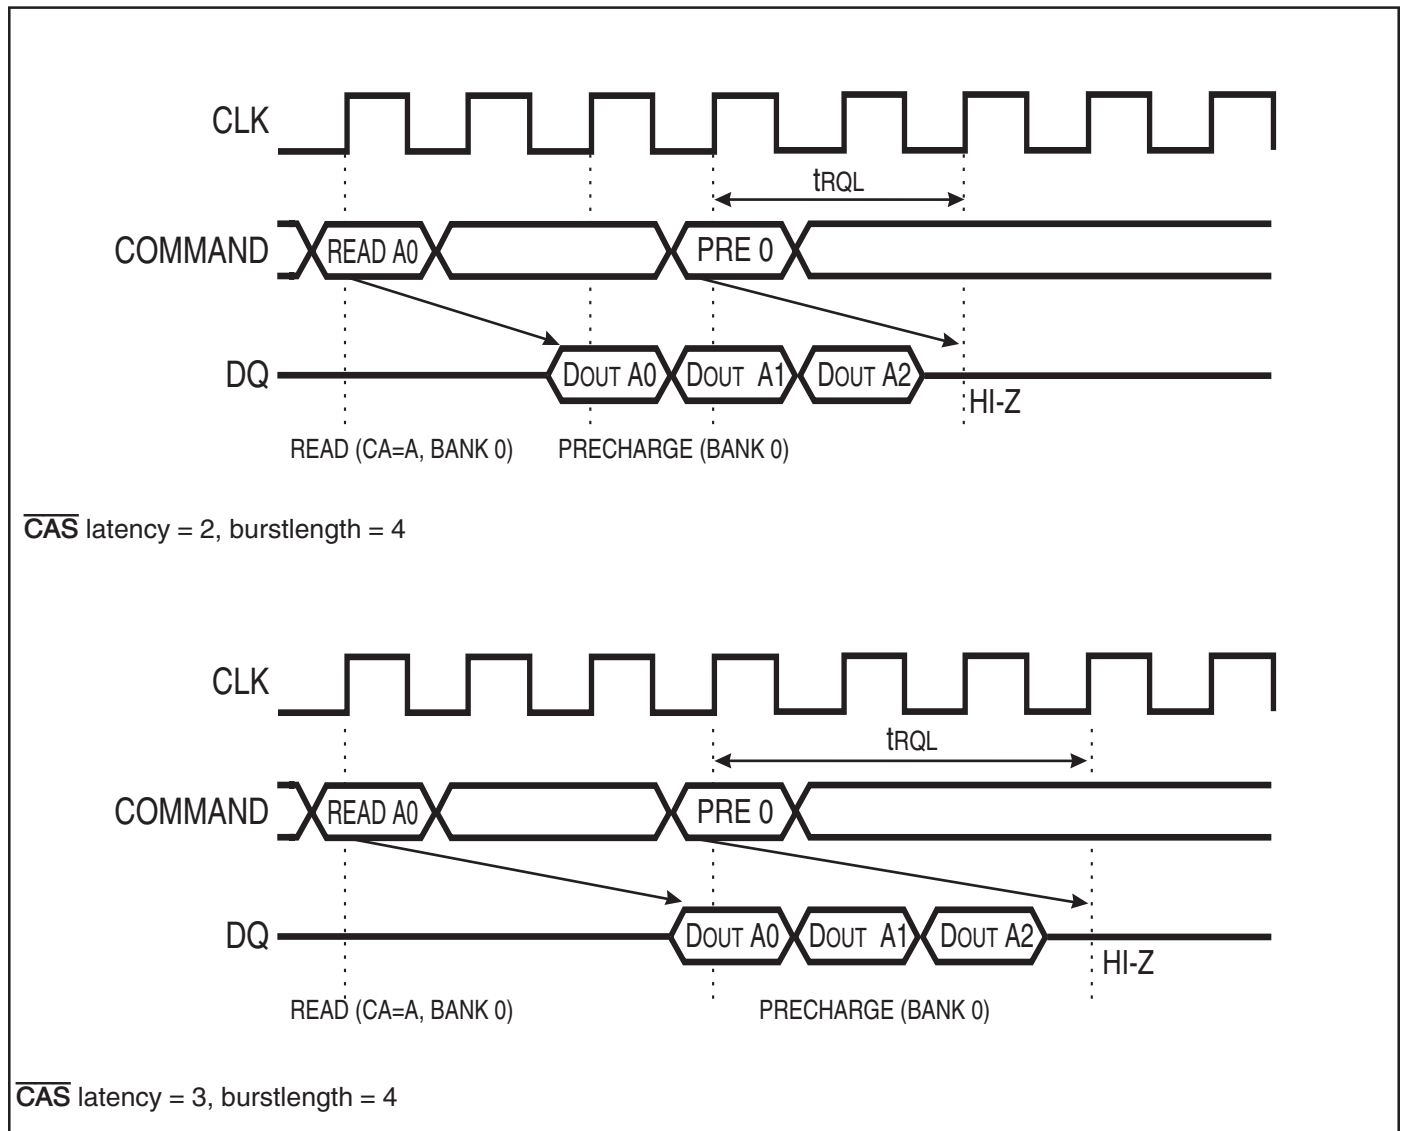 CLK
tRQL
COMMAND READ A0 PRE 0
DQ DOUT A0 DOUT A1 DOUT A2 HI-Z
READ (CA=A, BANK 0) PRECHARGE (BANK 0)
CAS latency = 2, burstlength = 4
CLK
tRQL
COMMAND READ A0 PRE 0
DQ DOUT A0 DOUT A1 DOUT A2 HI-Z
READ (CA=A, BANK 0) PRECHARGE (BANK 0)
CAS latency = 3, burstlength = 4